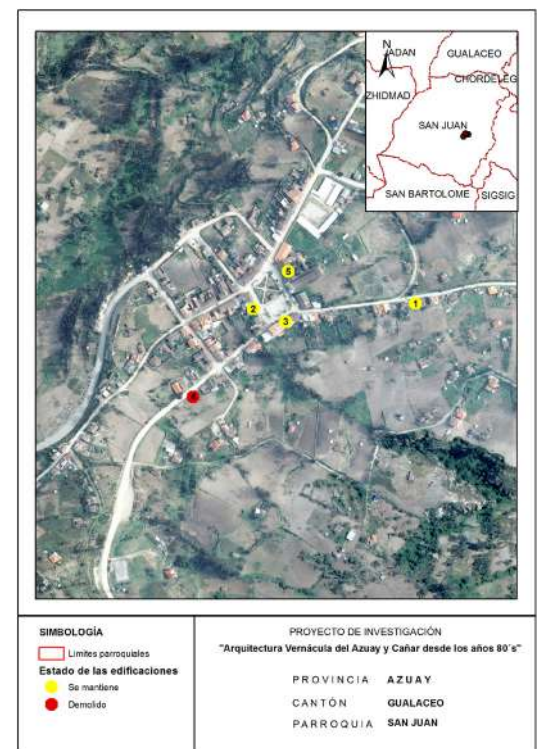 N
JADAN
GUALACEO
CHORDELEG
ZHIDMAD
SAN JUAN
SAN BARTOLOME
SIGSIG
5
1
2
3
SIMBOLOGÍA
Limites parroquiales
Estado de las edificaciones
Se mantiene
Demolido
PROYECTO DE INVESTIGACIÓN
"Arquitectura Vernácula del Azuay y Cañar desde los años 80´s"
PROVINCIA AZUAY
CANTÓN GUALACEO
PARROQUIA SAN JUAN